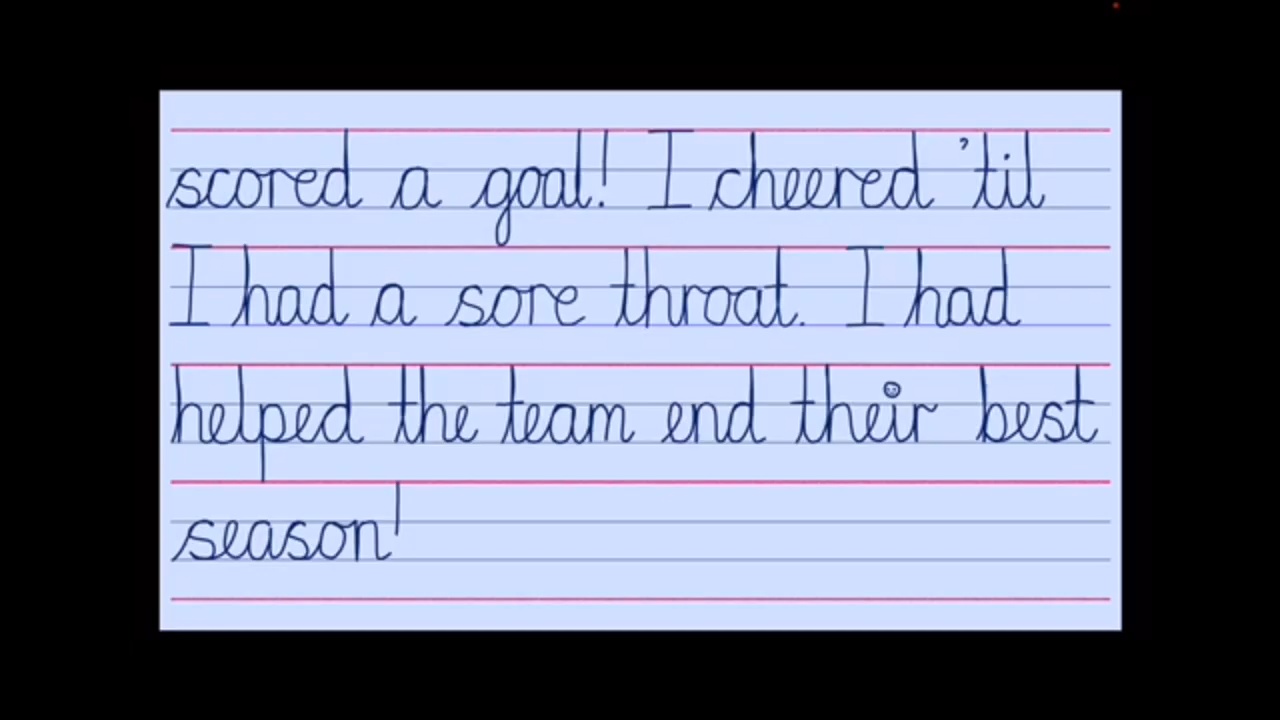 scored a goal! I cheered 'til
I had a sore throat. I had
helped the team end their best
season!